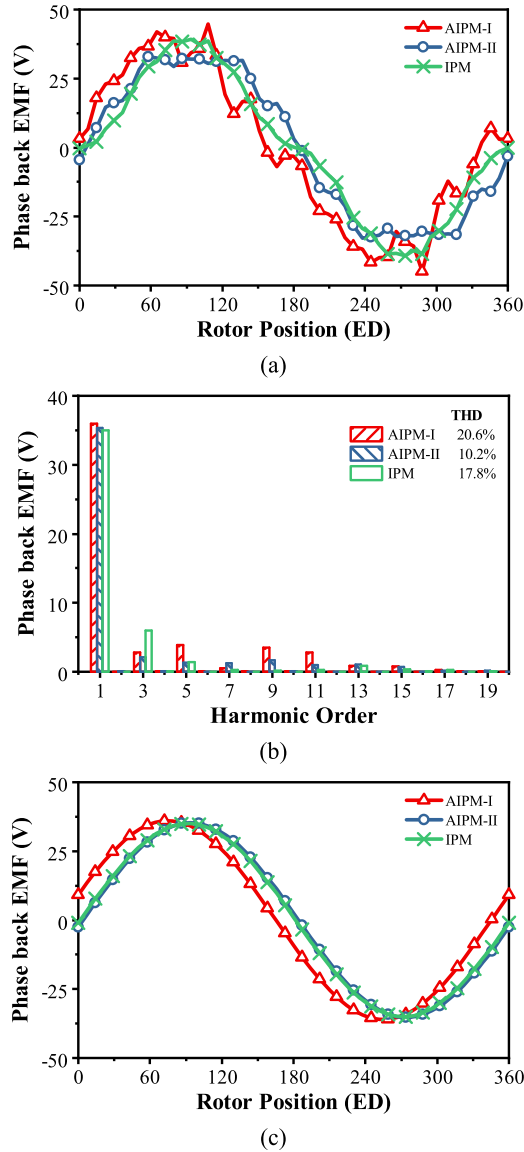 50
25
0
-25
-50
Phase back EMF (V)
AIPM-I
AIPM-II
IPM
0 60 120 180 240 300 360
Rotor Position (ED)
(a)
40
30
20
10
0
Phase back EMF (V)
THD
AIPM-I 20.6%
AIPM-II 10.2%
IPM 17.8%
1 3 5 7 9 11 13 15 17 19
Harmonic Order
(b)
50
25
0
-25
-50
Phase back EMF (V)
AIPM-I
AIPM-II
IPM
0 60 120 180 240 300 360
Rotor Position (ED)
(c)